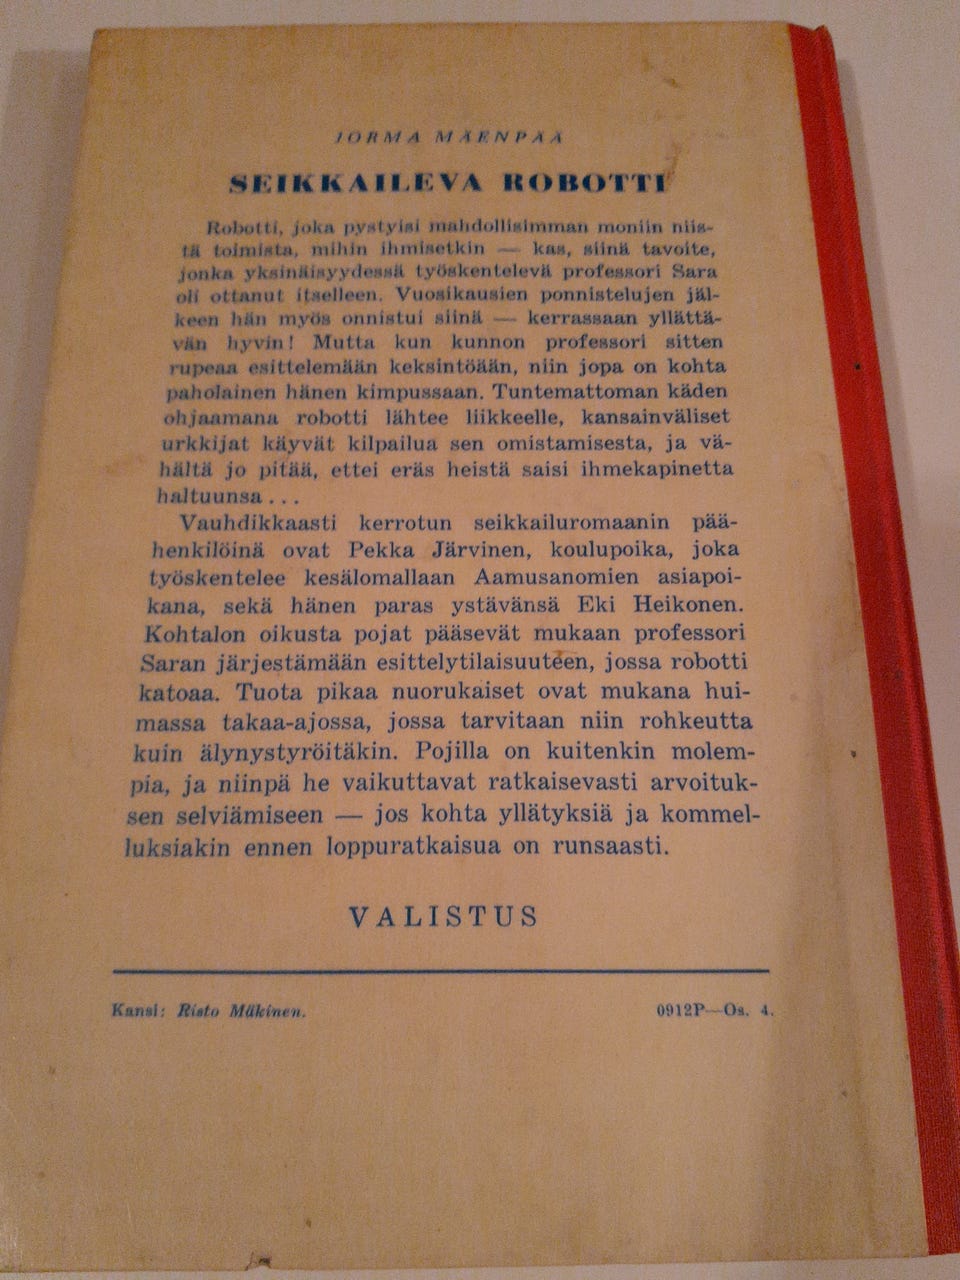 JORMA MÄENPÄÄ
SEIKKAILEVA ROBOTTI
Robotti, joka pystyisi mahdollisimman moniin niis-
tä toimista, mihin ihmisetkin — kas, siinä tavoite,
jonka yksinäisyydessä työskentelevä professori Sara
oli ottanut itselleen. Vuosikausien ponnistelujen jäl-
keen hän myös onnistui siinä — kerrassaan yllättä-
vän hyvin! Mutta kun kunnon professori sitten
rupeaa esittelemään keksintöään, niin jopa on kohta
paholainen hänen kimpussaan. Tuntemattoman käden
ohjaamana robotti lähtee liikkeelle, kansainväliset
urkkijat käyvät kilpailua sen omistamisesta, ja vä-
hältä jo pitää, ettei eräs heistä saisi ihmekapinetta
haltuunsa . . .
Vauhdikkaasti kerrotun seikkailuromaanin pää-
henkilöinä ovat Pekka Järvinen, koulupoika, joka
työskentelee kesälomallaan Aamusanomien asiapoi-
kana, sekä hänen paras ystävänsä Eki Heikonen.
Kohtalon oikusta pojat pääsevät mukaan professori
Saran järjestämään esittelytilaisuuteen, jossa robotti
katoaa. Tuota pikaa nuorukaiset ovat mukana hui-
massa takaa-ajossa, jossa tarvitaan niin rohkeutta
kuin älynystyröitäkin. Pojilla on kuitenkin molem-
pia, ja niinpä he vaikuttavat ratkaisevasti arvoituk-
sen selviämiseen — jos kohta yllätyksiä ja kommel-
luksiakin ennen loppuratkaisua on runsaasti.
VALISTUS
Kansi: Risto Mäkinen.
0912P—Os. 4.